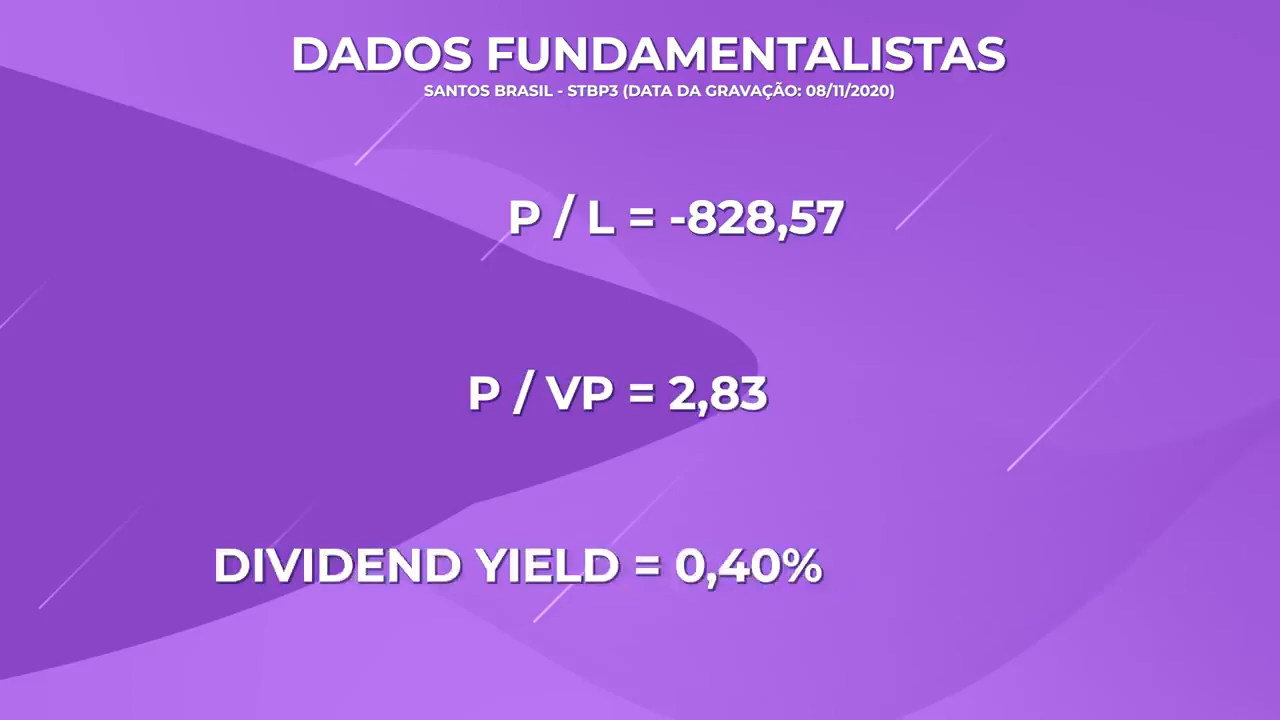 DADOS FUNDAMENTALISTAS
SANTOS BRASIL - STBP3 (DATA DA GRAVAÇÃO: 08/11/2020)
P / L = -828,57
P / VP = 2,83
DIVIDEND YIELD = 0,40%